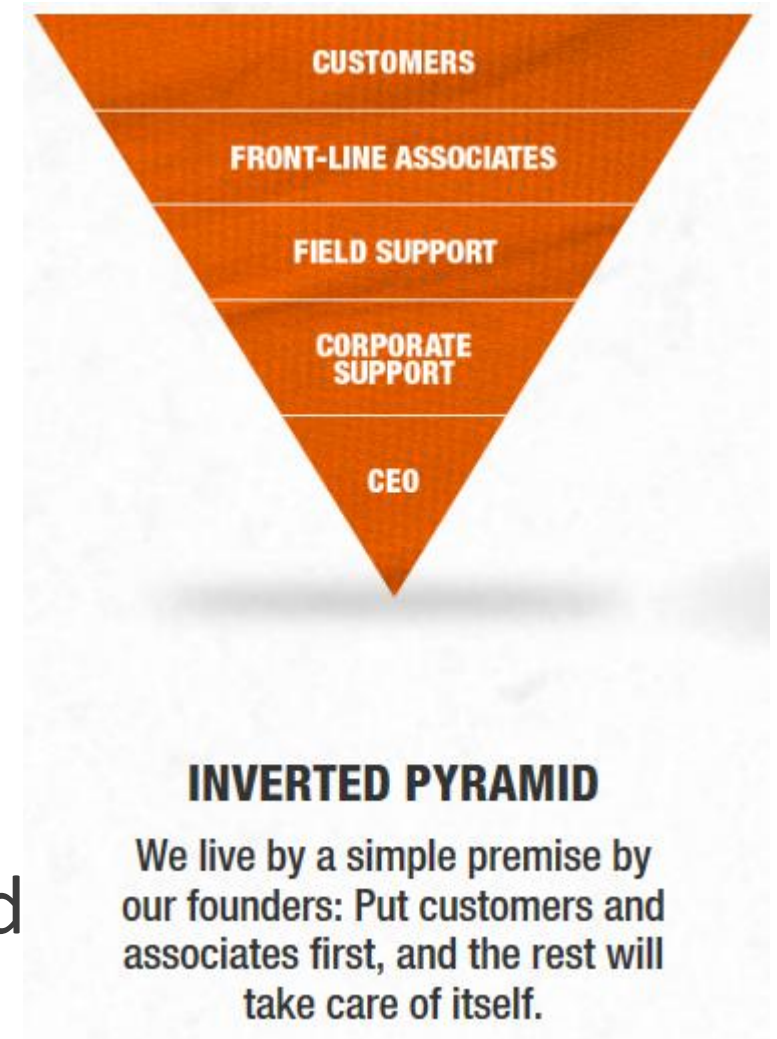 CUSTOMERS
FRONT-LINE ASSOCIATES
FIELD SUPPORT
CORPORATE
SUPPORT
CEO
INVERTED PYRAMID
We live by a simple premise by
our founders: Put customers and
associates first, and the rest will
take care of itself.